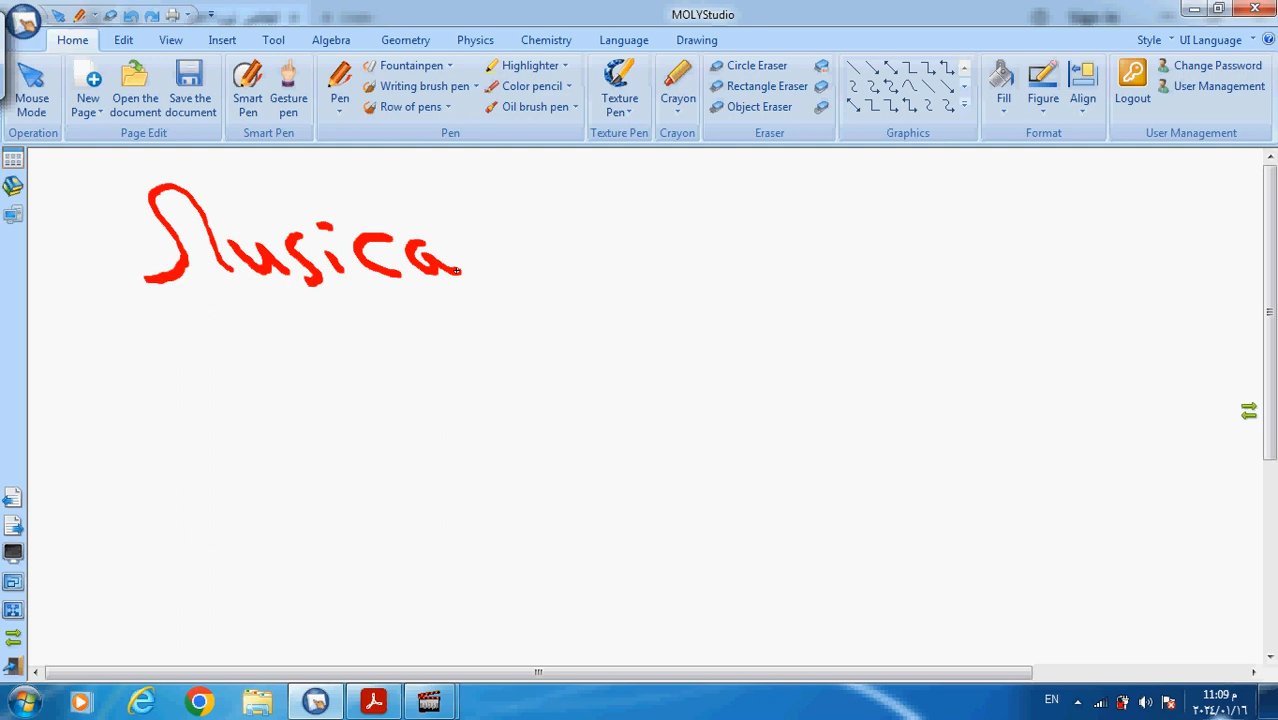 MOLYStudio
Home Edit View Insert Tool Algebra Geometry Physics Chemistry Language Drawing Style UI Language
Mouse Mode
New Page
Open the document
Save the document
Smart Pen
Gesture pen
Pen
Fountainpen
Writing brush pen
Row of pens
Highlighter
Color pencil
Oil brush pen
Texture Pen
Crayon
Circle Eraser
Rectangle Eraser
Object Eraser
Fill
Figure
Align
Logout
Change Password
User Management
Operation Page Edit Smart Pen Pen Texture Pen Crayon Eraser Graphics Format User Management
Musica
EN
11:09 م
٢٠٢٤/٠١/١٦